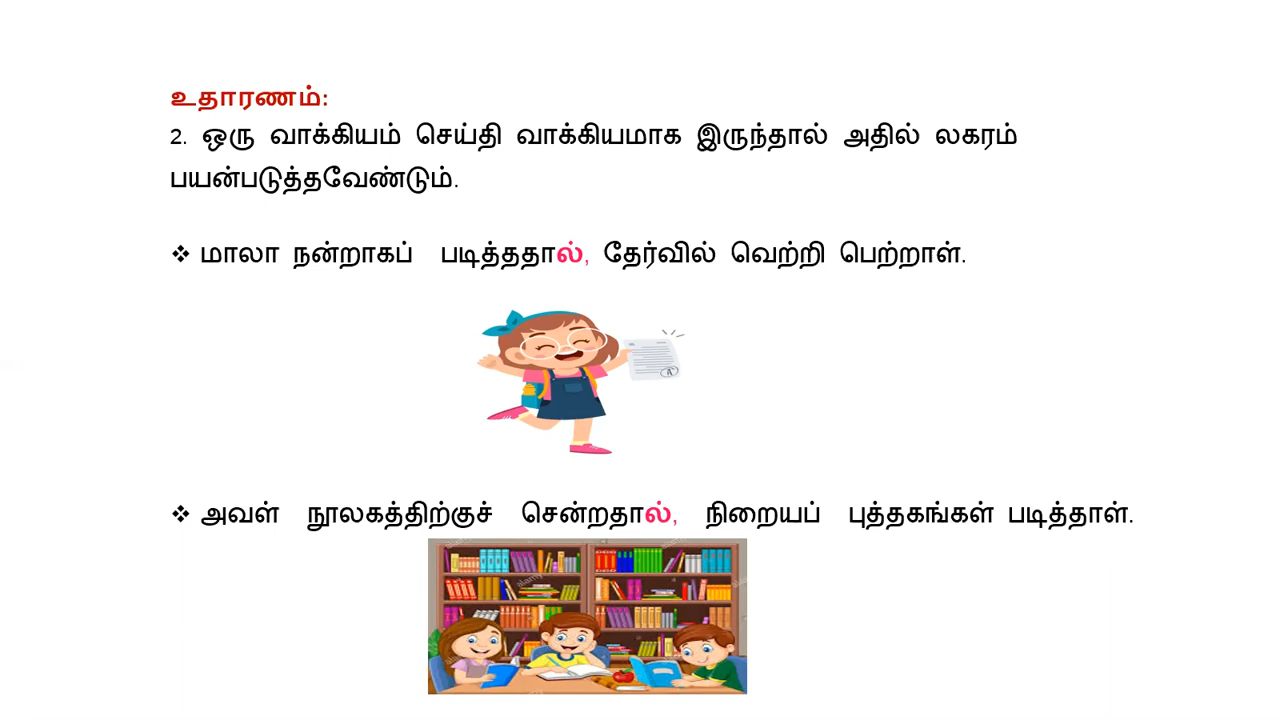 உதாரணம்:
2. ஒரு வாக்கியம் செய்தி வாக்கியமாக இருந்தால் அதில் லகரம்
பயன்படுத்தவேண்டும்.
❖ மாலா நன்றாகப் படித்ததால், தேர்வில் வெற்றி பெற்றாள்.
❖ அவள் நூலகத்திற்குச் சென்றதால், நிறையப் புத்தகங்கள் படித்தாள்.